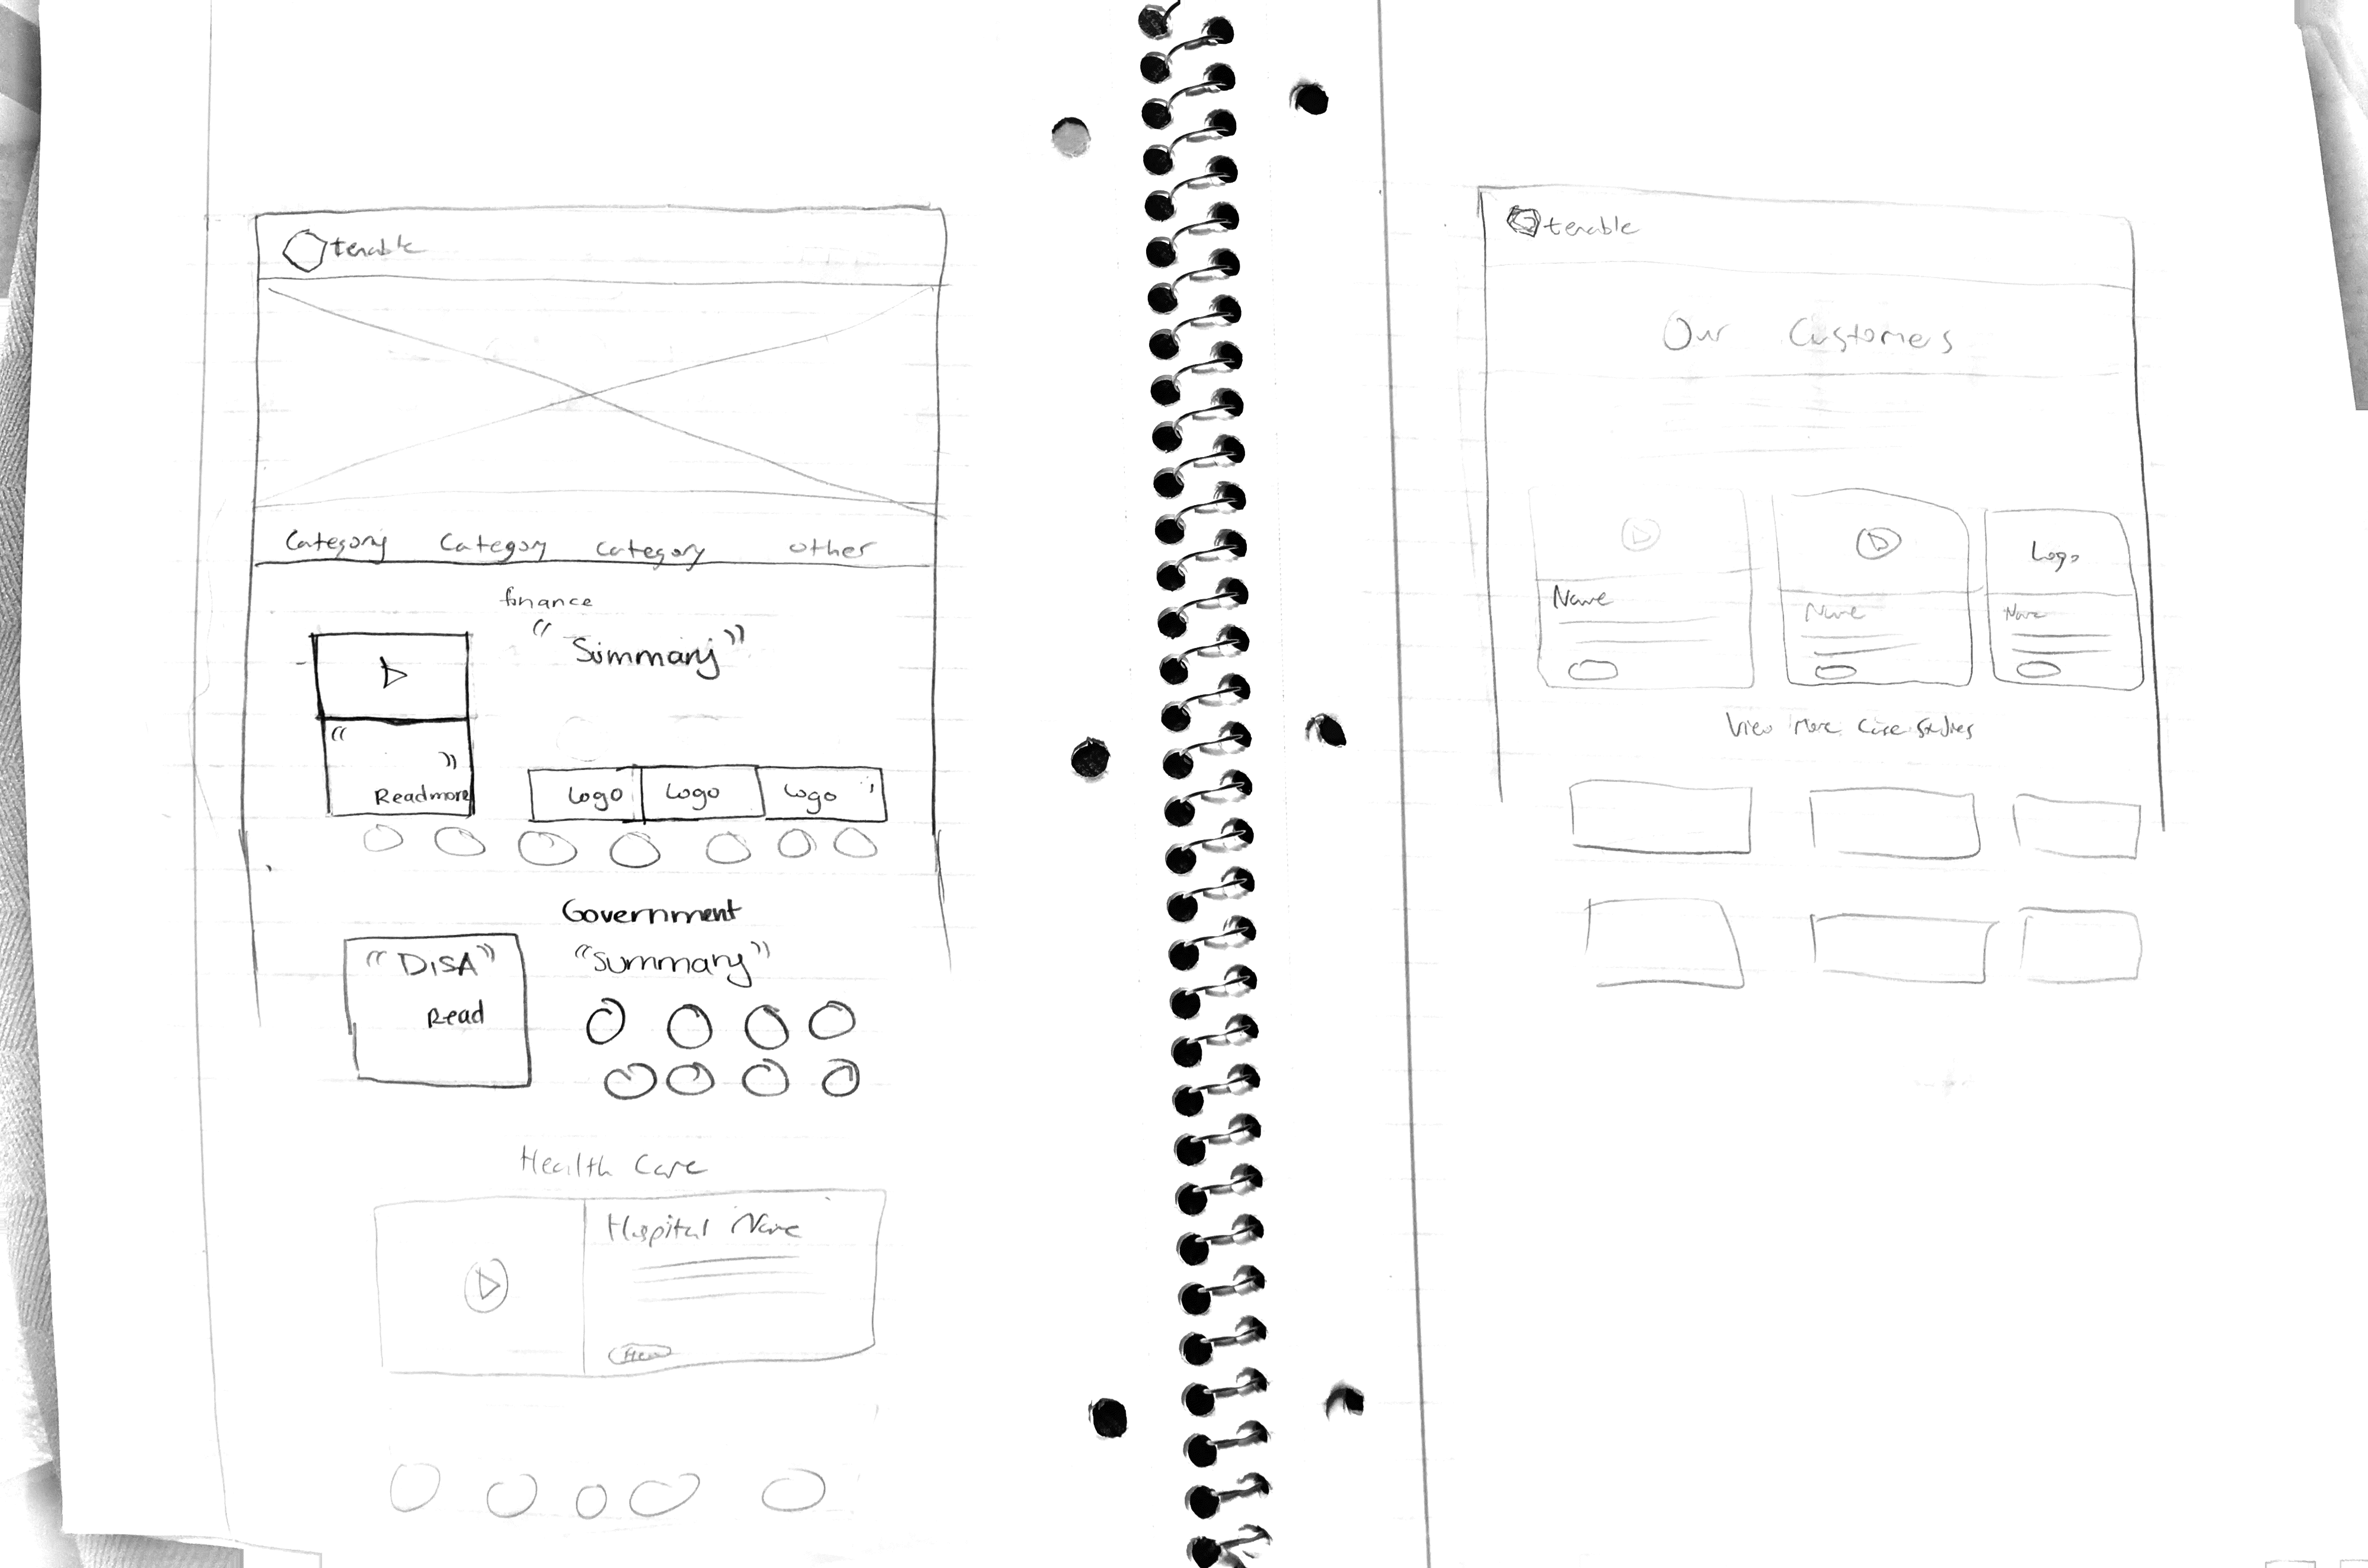 tenable
Category Category Category other
finance
"Summary"
"
"
Readmore
Logo Logo Logo
Government
"DISA" "Summary"
Read
Health Care
Hospital Name
tenable
Our Customers
Logo
Name Name Name
View More Case Studies